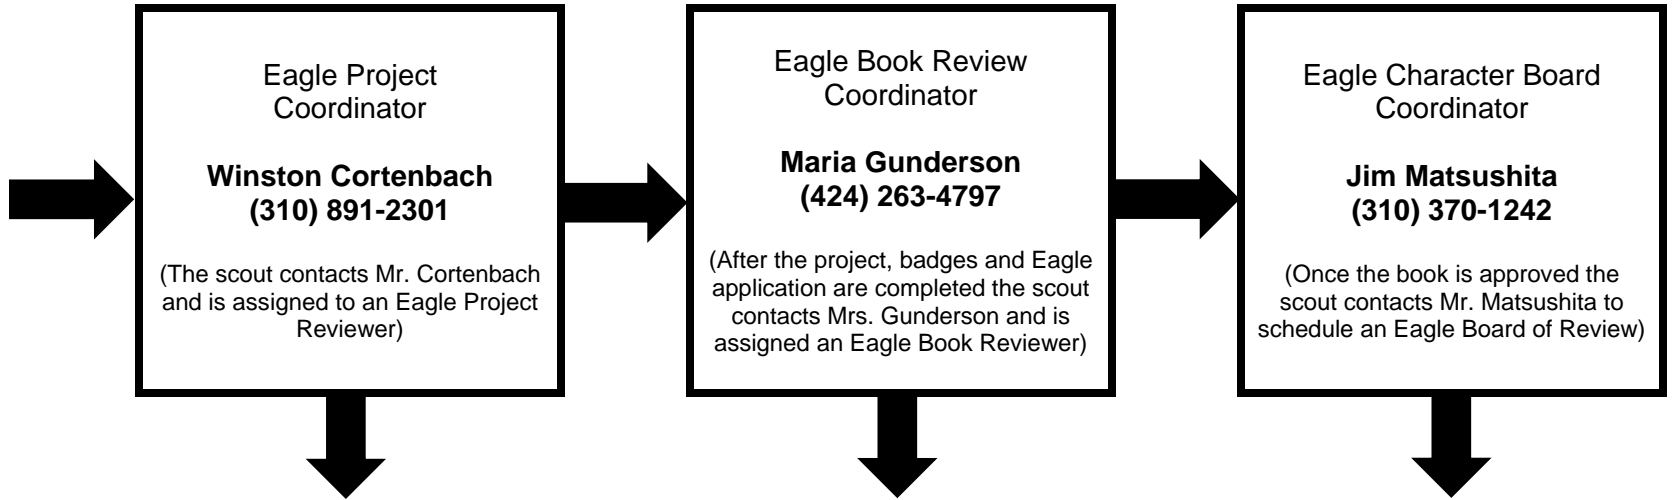 Eagle Project
Coordinator
Winston Cortenbach
(310) 891-2301
(The scout contacts Mr. Cortenbach
and is assigned to an Eagle Project
Reviewer)
Eagle Book Review
Coordinator
Maria Gunderson
(424) 263-4797
(After the project, badges and Eagle
application are completed the scout
contacts Mrs. Gunderson and is
assigned an Eagle Book Reviewer)
Eagle Character Board
Coordinator
Jim Matsushita
(310) 370-1242
(Once the book is approved the
scout contacts Mr. Matsushita to
schedule an Eagle Board of Review)